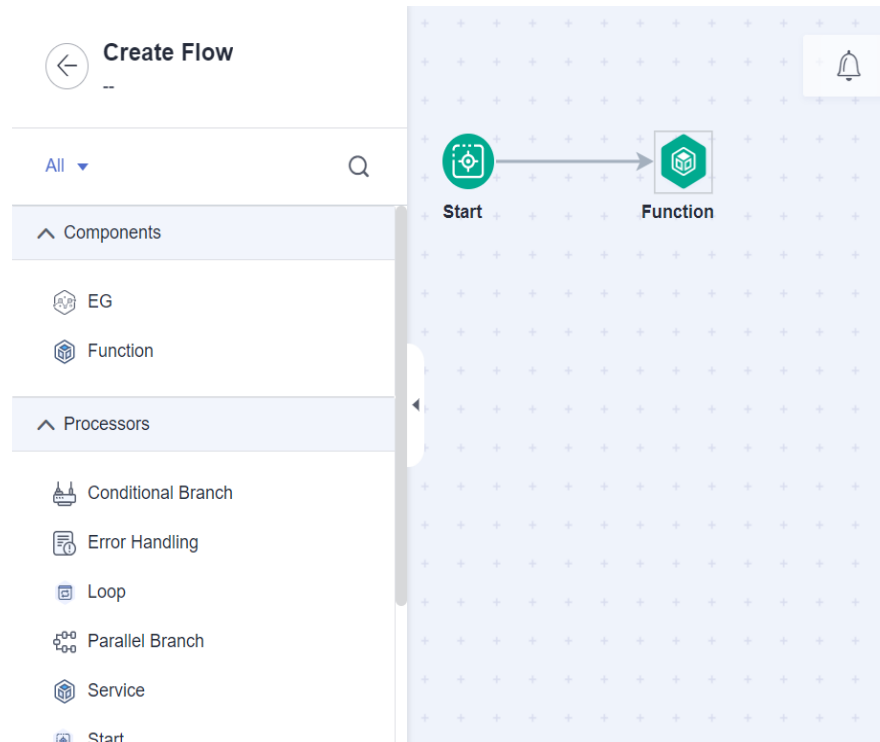 Create Flow
--
All
Components
EG
Function
Processors
Conditional Branch
Error Handling
Loop
Parallel Branch
Service
Start
Start
Function